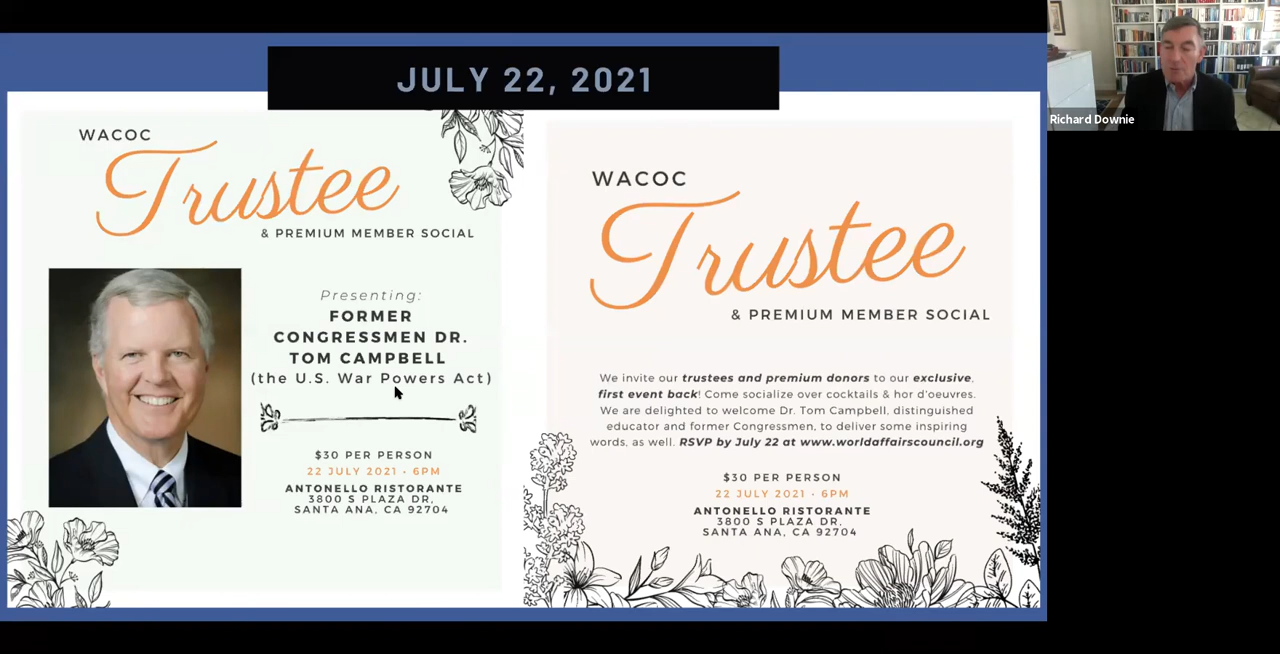 JULY 22, 2021
WACOC
Trustee
& PREMIUM MEMBER SOCIAL
Presenting:
FORMER
CONGRESSMEN DR.
TOM CAMPBELL
(the U.S. War Powers Act)
$30 PER PERSON
22 JULY 2021 • 6PM
ANTONELLO RISTORANTE
3800 S PLAZA DR,
SANTA ANA, CA 92704
WACOC
Trustee
& PREMIUM MEMBER SOCIAL
We invite our trustees and premium donors to our exclusive,
first event back! Come socialize over cocktails & hor d'oeuvres.
We are delighted to welcome Dr. Tom Campbell, distinguished
educator and former Congressmen, to deliver some inspiring
words, as well. RSVP by July 22 at www.worldaffairscouncil.org
$30 PER PERSON
22 JULY 2021 • 6PM
ANTONELLO RISTORANTE
3800 S PLAZA DR,
SANTA ANA, CA 92704
Richard Downie